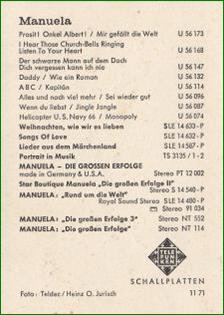 Manuela
Prosit! Onkel Albert! / Mir gefällt die Welt U 56 173
I Hear Those Church-Bells Ringing
Listen To Your Heart U 56 168
Der schwarze Mann auf dem Dach
Dich vergessen kann ich nie U 56 147
Daddy / Wie ein Roman U 56 132
A B C / Kapitän U 56 114
Alles und noch viel mehr / Sei wieder gut U 56 096
Wenn du liebst / Jingle Jangle U 56 087
Helicopter U. S. Navy 66 / Monopoly U 56 074
Weihnachten, wie wir es lieben SLE 14 633-P
Songs Of Love SLE 14 632-P
Lieder aus dem Märchenland SLE 14 587-P
Portrait in Musik TS 3135 / 1-2
MANUELA – DIE GROSSEN ERFOLGE
made in Germany & U.S.A. Stereo PT 12 002
Star Boutique Manuela „Die großen Erfolge II“
Stereo S 14 540-P
MANUELA: „Rund um die Welt“
Royal Sound Stereo SLE 14 480-P
Stereo 91 034
MANUELA: „Die großen Erfolge 3“ Stereo NT 552
MANUELA: „Die großen Erfolge“ Stereo NT 114
TELEFUNKEN
SCHALLPLATTEN
Foto: Teldec / Heinz O. Jurisch 11 71